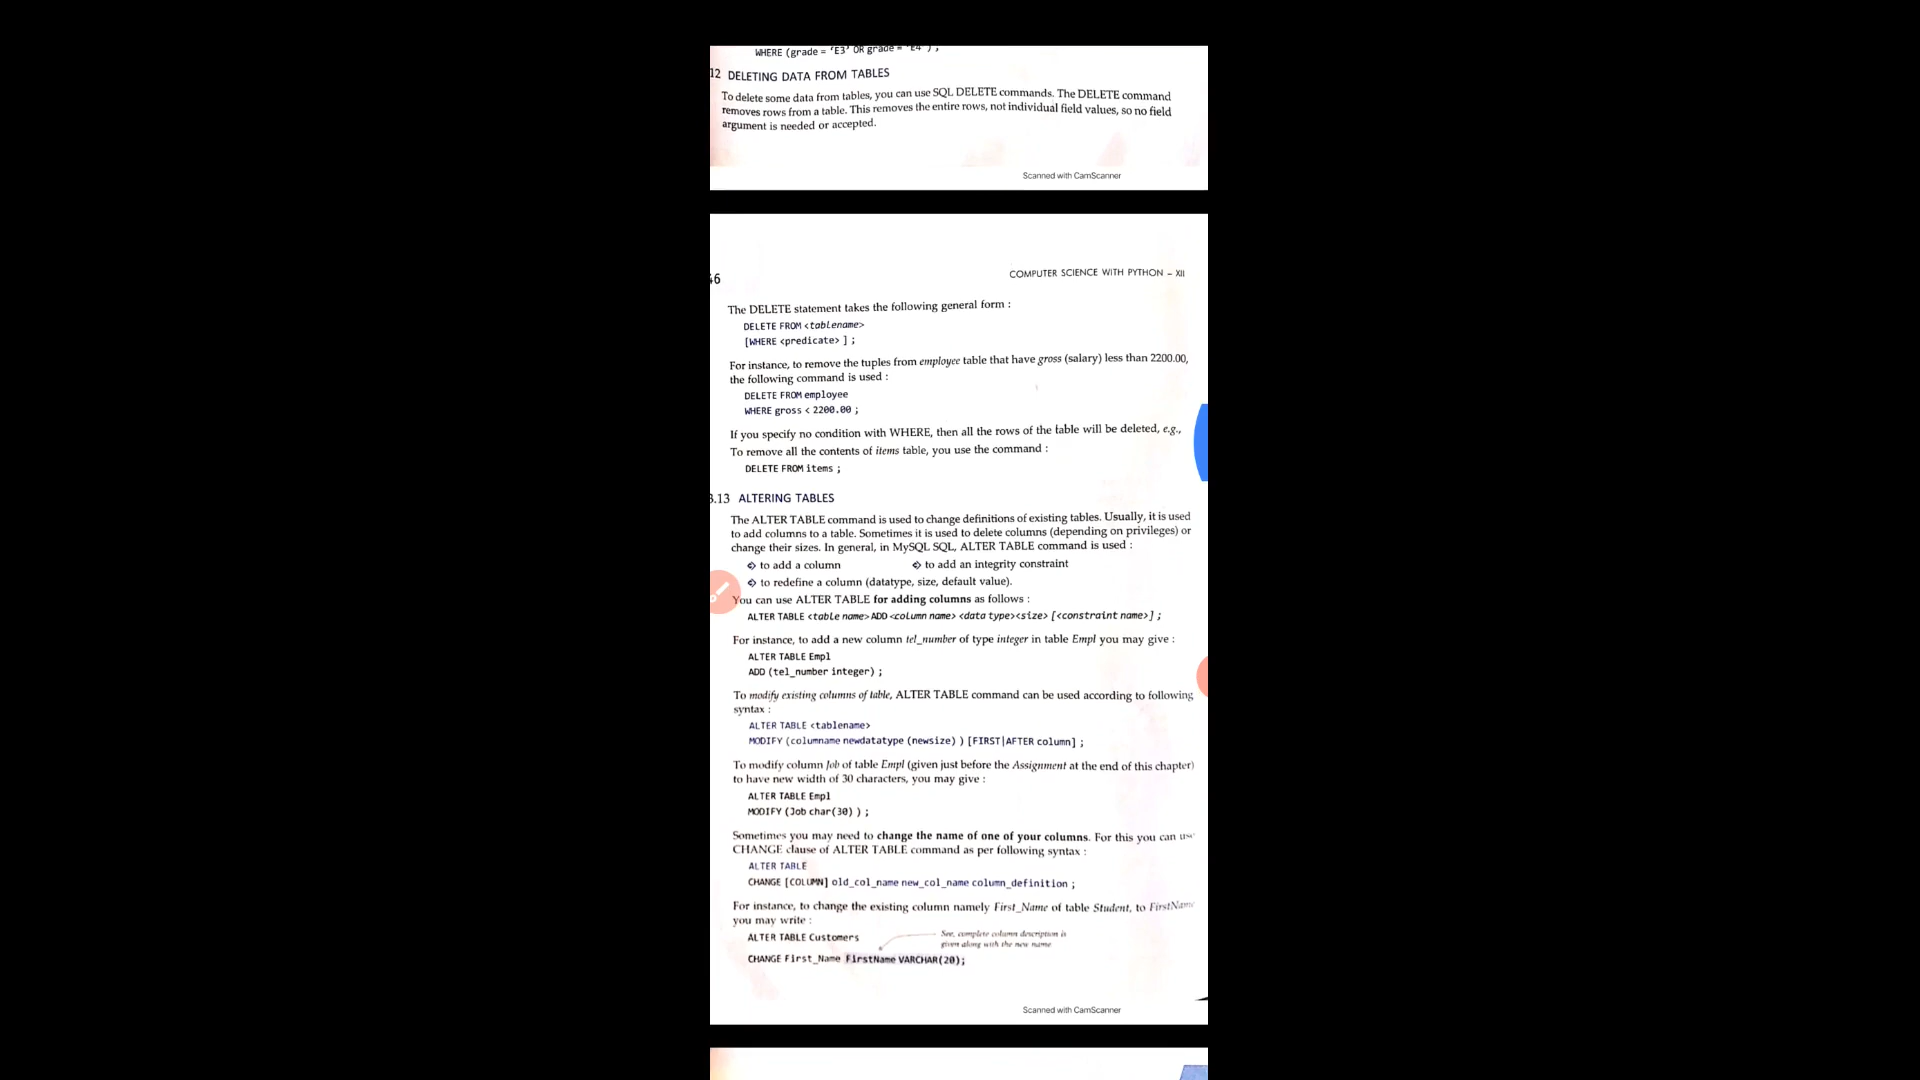 WHERE (grade = 'E3' OR grade = 'E4' ) ;
12 DELETING DATA FROM TABLES
To delete some data from tables, you can use SQL DELETE commands. The DELETE command
removes rows from a table. This removes the entire rows, not individual field values, so no field
argument is needed or accepted.
Scanned with CamScanner
46 COMPUTER SCIENCE WITH PYTHON – XII
The DELETE statement takes the following general form :
DELETE FROM <tablename>
[WHERE <predicate> ] ;
For instance, to remove the tuples from employee table that have gross (salary) less than 2200.00,
the following command is used :
DELETE FROM employee
WHERE gross < 2200.00 ;
If you specify no condition with WHERE, then all the rows of the table will be deleted, e.g.,
To remove all the contents of items table, you use the command :
DELETE FROM items ;
3.13 ALTERING TABLES
The ALTER TABLE command is used to change definitions of existing tables. Usually, it is used
to add columns to a table. Sometimes it is used to delete columns (depending on privileges) or
change their sizes. In general, in MySQL SQL, ALTER TABLE command is used :
to add a column to add an integrity constraint
to redefine a column (datatype, size, default value).
You can use ALTER TABLE for adding columns as follows :
ALTER TABLE <table name> ADD <column name> <data type><size> [<constraint name>] ;
For instance, to add a new column tel_number of type integer in table Empl you may give :
ALTER TABLE Empl
ADD (tel_number integer) ;
To modify existing columns of table, ALTER TABLE command can be used according to following
syntax :
ALTER TABLE <tablename>
MODIFY (columname newdatatype (newsize) ) [FIRST|AFTER column] ;
To modify column Job of table Empl (given just before the Assignment at the end of this chapter)
to have new width of 30 characters, you may give :
ALTER TABLE Empl
MODIFY (Job char(30) ) ;
Sometimes you may need to change the name of one of your columns. For this you can use
CHANGE clause of ALTER TABLE command as per following syntax :
ALTER TABLE
CHANGE [COLUMN] old_col_name new_col_name column_definition ;
For instance, to change the existing column namely First_Name of table Student, to FirstName
you may write :
ALTER TABLE Customers
See, complete column description is
given along with the new name
CHANGE First_Name FirstName VARCHAR(20);
Scanned with CamScanner